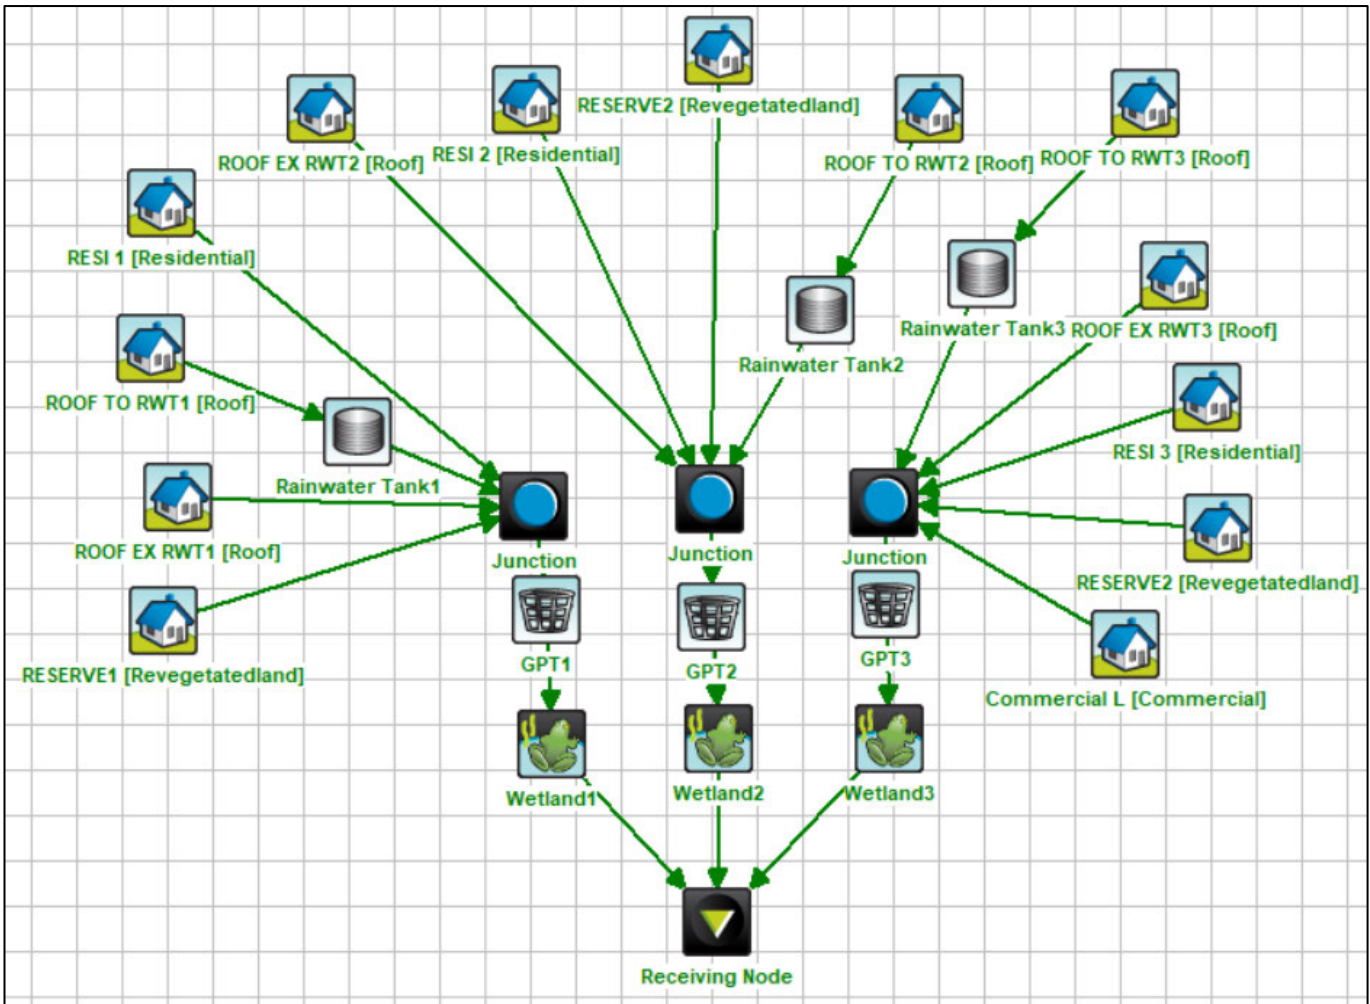 RESERVE2 [Revegetatedland]
ROOF EX RWT2 [Roof]
RESI 2 [Residential]
ROOF TO RWT2 [Roof]
ROOF TO RWT3 [Roof]
RESI 1 [Residential]
Rainwater Tank3
ROOF EX RWT3 [Roof]
Rainwater Tank2
ROOF TO RWT1 [Roof]
RESI 3 [Residential]
Rainwater Tank1
ROOF EX RWT1 [Roof]
Junction
Junction
Junction
RESERVE2 [Revegetatedland]
GPT1
GPT2
GPT3
RESERVE1 [Revegetatedland]
Commercial L [Commercial]
Wetland1
Wetland2
Wetland3
Receiving Node